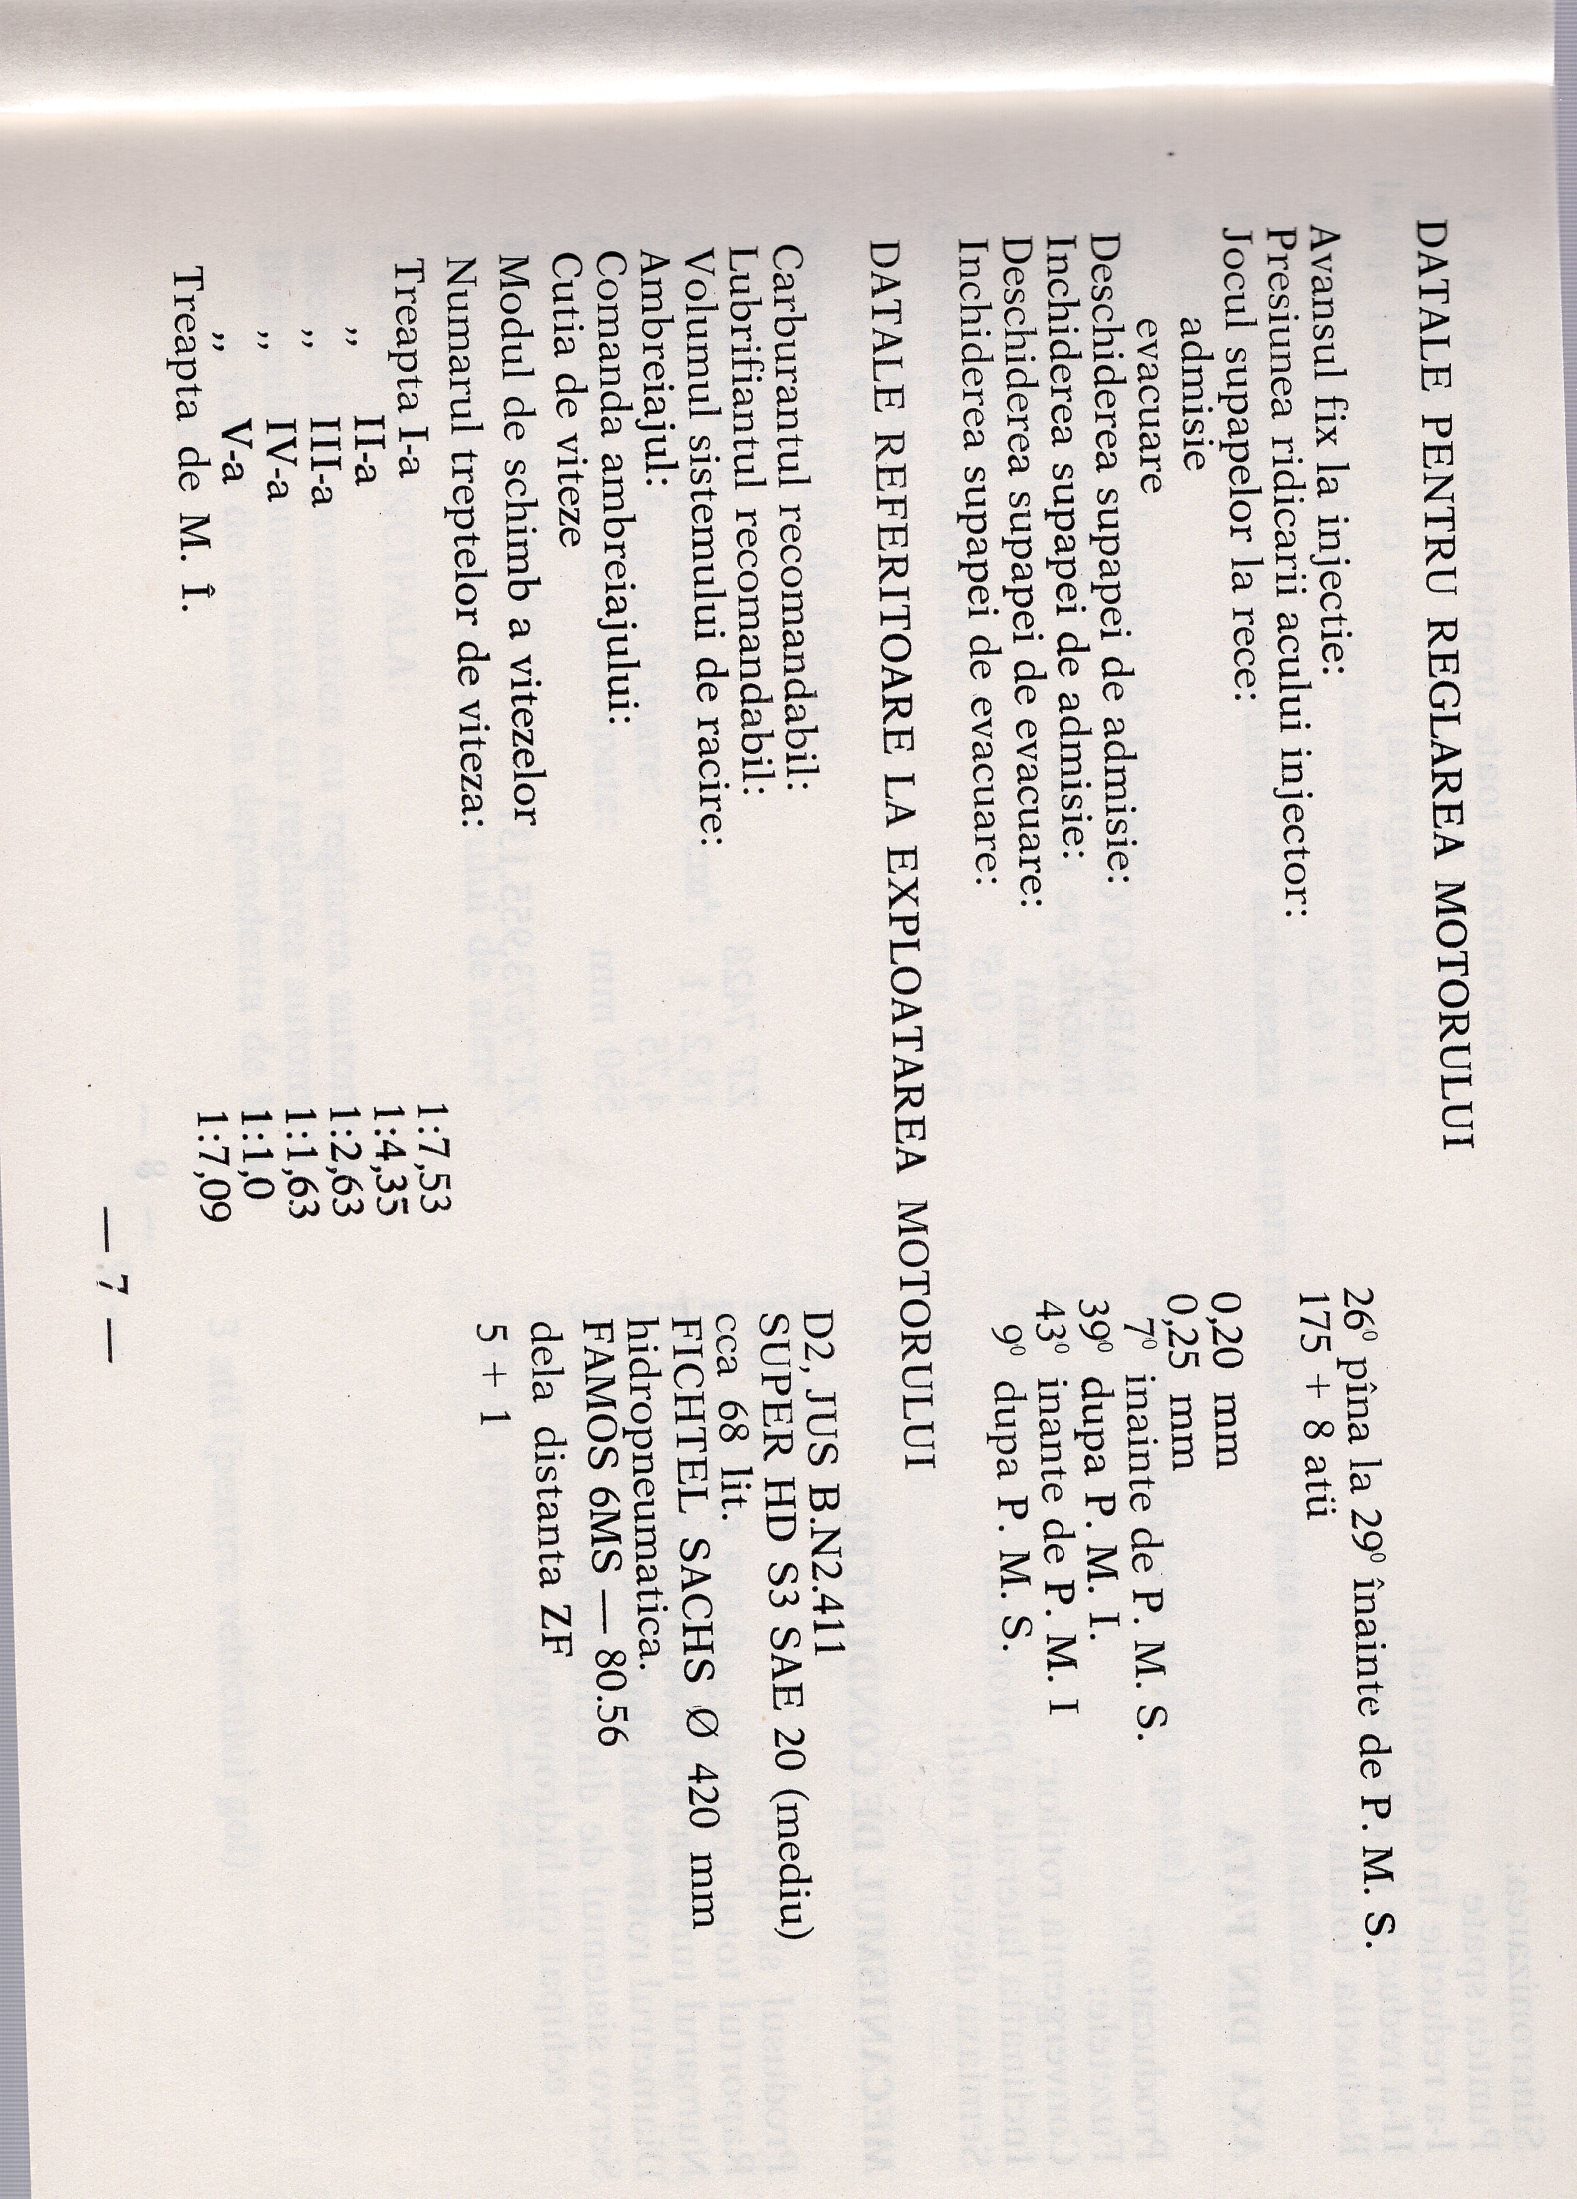 DATALE PENTRU REGLAREA MOTORULUI
Avansul fix la injectie: 26⁰ pîna la 29⁰ înainte de P. M. S.
Presiunea ridicarii acului injector: 175 + 8 atü
Jocul supapelor la rece:
admisie 0,20 mm
evacuare 0,25 mm
Deschiderea supapei de admisie: 7⁰ inainte de P. M. S.
Inchiderea supapei de admisie: 39⁰ dupa P. M. I.
Deschiderea supapei de evacuare: 43⁰ inante de P. M. I
Inchiderea supapei de evacuare: 9⁰ dupa P. M. S.
DATALE REFERITOARE LA EXPLOATAREA MOTORULUI
Carburantul recomandabil: D2, JUS B.N2.411
Lubrifiantul recomandabil: SUPER HD S3 SAE 20 (mediu)
Volumul sistemului de racire: cca 68 lit.
Ambreiajul: FICHTEL SACHS Ø 420 mm
Comanda ambreiajului: hidropneumatica.
Cutia de viteze FAMOS 6MS — 80.56
Modul de schimb a vitezelor dela distanta ZF
Numarul treptelor de viteza: 5 + 1
Treapta I-a 1:7,53
,, II-a 1:4,35
,, III-a 1:2,63
,, IV-a 1:1,63
,, V-a 1:1,0
Treapta de M. Î. 1:7,09
— 7 —